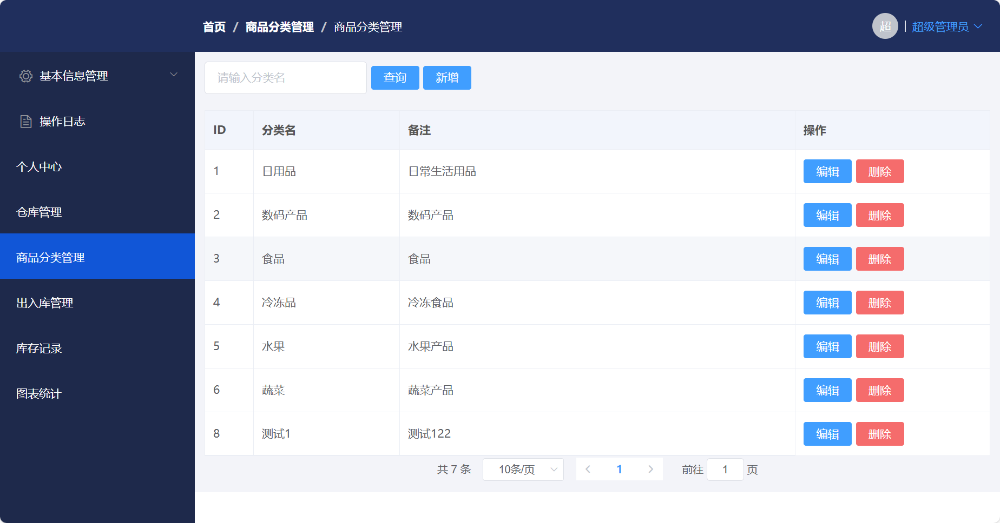 首页 / 商品分类管理 / 商品分类管理
超 | 超级管理员
基本信息管理
操作日志
个人中心
仓库管理
商品分类管理
出入库管理
库存记录
图表统计
请输入分类名 查询 新增
ID 分类名 备注 操作
1 日用品 日常生活用品 编辑 删除
2 数码产品 数码产品 编辑 删除
3 食品 食品 编辑 删除
4 冷冻品 冷冻食品 编辑 删除
5 水果 水果产品 编辑 删除
6 蔬菜 蔬菜产品 编辑 删除
8 测试1 测试122 编辑 删除
共 7 条 10条/页 1 前往 1 页